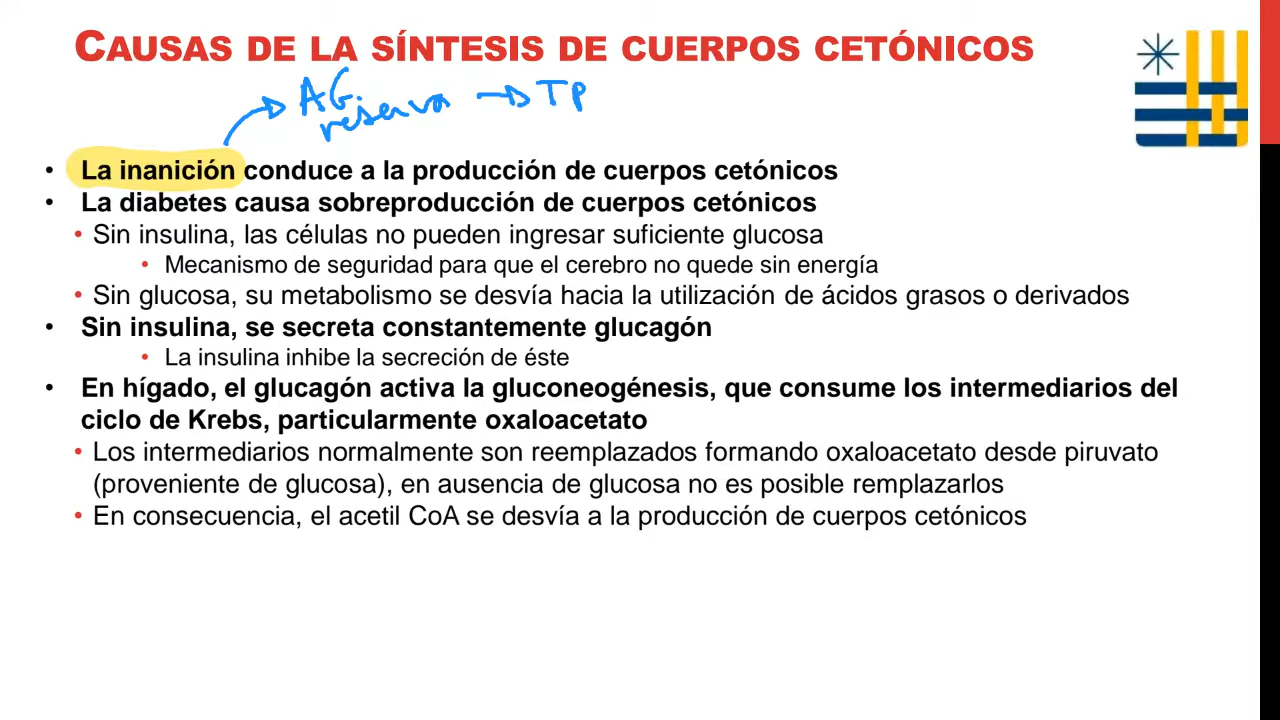 CAUSAS DE LA SÍNTESIS DE CUERPOS CETÓNICOS
AG reserva → TP
• La inanición conduce a la producción de cuerpos cetónicos
• La diabetes causa sobreproducción de cuerpos cetónicos
• Sin insulina, las células no pueden ingresar suficiente glucosa
• Mecanismo de seguridad para que el cerebro no quede sin energía
• Sin glucosa, su metabolismo se desvía hacia la utilización de ácidos grasos o derivados
• Sin insulina, se secreta constantemente glucagón
• La insulina inhibe la secreción de éste
• En hígado, el glucagón activa la gluconeogénesis, que consume los intermediarios del
ciclo de Krebs, particularmente oxaloacetato
• Los intermediarios normalmente son reemplazados formando oxaloacetato desde piruvato
(proveniente de glucosa), en ausencia de glucosa no es posible remplazarlos
• En consecuencia, el acetil CoA se desvía a la producción de cuerpos cetónicos